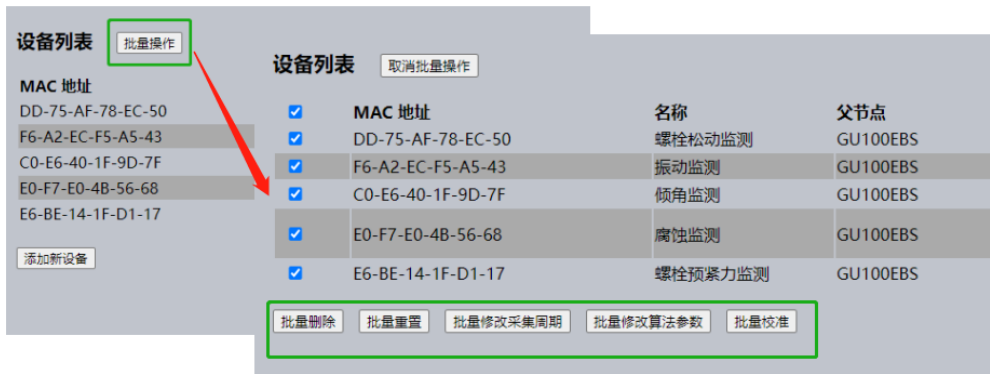 设备列表 批量操作
MAC 地址
DD-75-AF-78-EC-50
F6-A2-EC-F5-A5-43
C0-E6-40-1F-9D-7F
E0-F7-E0-4B-56-68
E6-BE-14-1F-D1-17
添加新设备
设备列表 取消批量操作
MAC 地址 名称 父节点
DD-75-AF-78-EC-50 螺栓松动监测 GU100EBS
F6-A2-EC-F5-A5-43 振动监测 GU100EBS
C0-E6-40-1F-9D-7F 倾角监测 GU100EBS
E0-F7-E0-4B-56-68 腐蚀监测 GU100EBS
E6-BE-14-1F-D1-17 螺栓预紧力监测 GU100EBS
批量删除 批量重置 批量修改采集周期 批量修改算法参数 批量校准